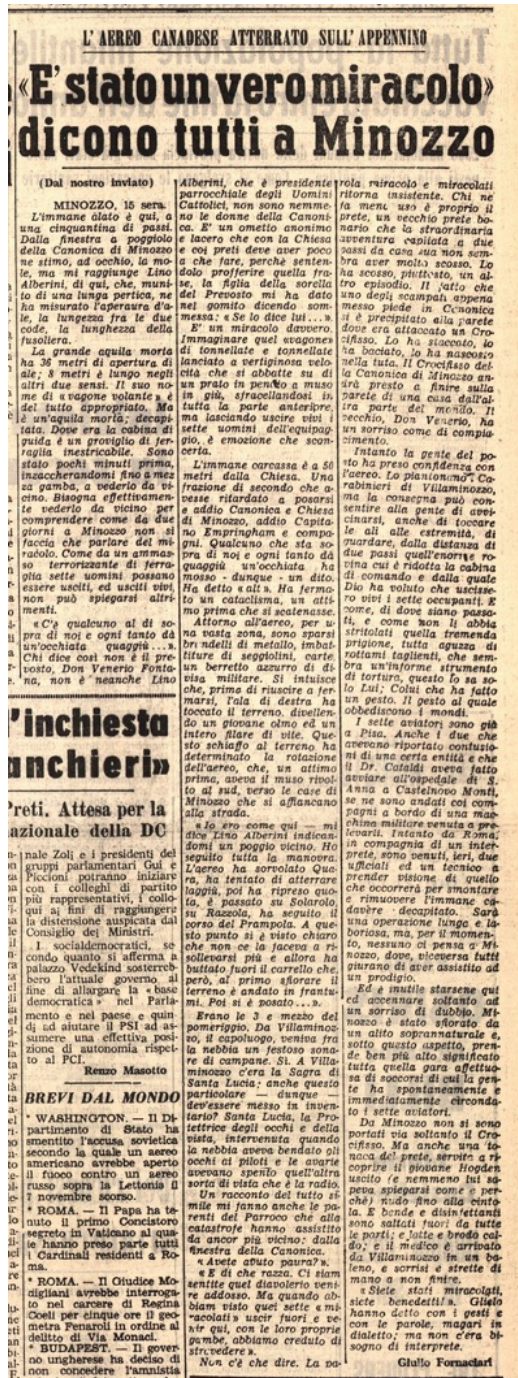 L'AEREO CANADESE ATTERRATO SULL'APPENNINO
«E' stato un vero miracolo»
dicono tutti a Minozzo
(Dal nostro inviato)
MINOZZO, 15 sera.
L'immane alato è qui, a
una cinquantina di passi.
Dalla finestra a poggiolo
della Canonica di Minozzo
ne stimo, ad occhio, la mo-
le, ma mi raggiunge Lino
Alberini, di qui, che, muni-
to di una lunga pertica, ne
ha misurato l'aperaura d'a-
le, la lungezza fra le due
code, la lunghezza della
fusoliera.
La grande aquila morta
ha 36 metri di apertura di
ale; 8 metri è lungo negli
altri due sensi. Il suo no-
me di «vagone volante» è
del tutto appropriato. Ma
è un'aquila morta; decapi-
tata. Dove era la cabina di
guida è un groviglio di fer-
raglia inestricabile. Sono
stato pochi minuti prima,
inzaccherandomi fino a mez
za gamba, a vederlo da vi-
cino. Bisogna effettivamen-
te vederlo da vicino per
comprendere come da due
giorni a Minozzo non si
faccia che parlare del mi-
racolo. Come da un ammas-
so terrorizzante di ferra-
glia sette uomini possano
essere usciti, ed usciti vivi,
non può spiegarsi altri-
menti.
«C'è qualcuno al di so-
pra di noi e ogni tanto dà
un'occhiata quaggiù...».
Chi dice così non è il pre-
vosto, Don Venerio Fonta-
na, non è neanche Lino
Alberini, che è presidente
parrocchiale degli Uomini
Cattolici, non sono nemme-
no le donne della Canoni-
ca. E' un ometto anonimo
e lacero che con la Chiesa
e coi preti deve aver poco
a che fare, perchè senten-
dolo profferire quella fra-
se, la figlia della sorella
del Prevosto mi ha dato
nel gomito dicendo som-
messa: «Se lo dice lui...».
E' un miracolo davvero.
Immaginare quel «vagone»
di tonnellate e tonnellate
lanciato a vertiginosa velo-
cità che si abbatte su di
un prato in pendio a muso
in giù, sfracellandosi in
tutta la parte anteriore,
ma lasciando uscire vivi i
sette uomini dell'equipag-
gio, è emozione che scon-
certa.
L'immane carcassa è a 50
metri dalla Chiesa. Una
frazione di secondo che a-
vesse ritardato a posarsi
e addio Canonica e Chiesa
di Minozzo, addio Capita-
no Empringham e compa-
gni. Qualcuno che sta so-
pra di noi e ogni tanto dà
quaggiù un'occhiata ha
mosso - dunque - un dito.
Ha detto «alt». Ha ferma-
to un cataclisma, un atti-
mo prima che si scatenasse.
Attorno all'aereo, per u-
na vasta zona, sono sparsi
brandelli di metallo, imbat-
titure di seggiolini, carte,
un berretto azzurro di di-
visa militare. Si intuisce
che, prima di riuscire a fer-
marsi, l'ala di destra ha
toccato il terreno, divellen-
do un giovane olmo ed un
intero filare di vite. Que-
sto schiaffo al terreno ha
determinato la rotazione
dell'aereo, che, un attimo
prima, aveva il muso rivol-
to al sud, verso le case di
Minozzo che si affiancano
alla strada.
«Io ero come qui — mi
dice Lino Alberini indican-
domi un poggio vicino. Ho
seguito tutta la manovra.
L'aereo ha sorvolato Qua-
ra, ha tentato di atterrare
laggiù, poi ha ripreso quo-
ta, è passato su Solarolo,
su Razzola, ha seguito il
corso del Prampola. A que-
sto punto si è visto chiaro
che non ce la faceva a ri-
sollevarsi più e allora ha
buttato fuori il carrello che,
però, al primo sfiorare il
terreno è andato in frantu-
mi. Poi si è posato...».
Erano le 3 e mezzo del
pomeriggio. Da Villaminoz-
zo, il capoluogo, veniva fra
la nebbia un festoso sona-
re di campane. Sì. A Villa-
minozzo c'era la Sagra di
Santa Lucia; anche questo
particolare — dunque —
dev'essere messo in inven-
tario? Santa Lucia, la Pro-
tettrice degli occhi e della
vista, intervenuta quando
la nebbia aveva bendato gli
occhi ai piloti e le avarie
avevano spento quell'altra
sorta di vista che è la radio.
Un racconto del tutto si-
mile mi fanno anche le pa-
renti del Parroco che alla
catastrofe hanno assistito
da ancor più vicino: dalla
finestra della Canonica.
«Avete avuto paura?».
«E di che razza. Ci siam
sentite quel diavolerio veni-
re addosso. Ma quando ab-
biam visto quei sette «mi-
racolati» uscir fuori e ve-
nir qui, con le loro proprie
gambe, abbiamo creduto di
stravedere».
Non c'è che dire. La pa-
rola miracolo e miracolati
ritorna insistente. Chi ne
fa meno uso è proprio il
prete, un vecchio prete bo-
nario che la straordinaria
avventura capitata a due
passi da casa sua non sem-
bra aver molto scosso. Lo
ha scosso, piuttosto, un al-
tro episodio. Il fatto che
uno degli scampati appena
messo piede in Canonica
si è precipitato alla parete
dove era attaccato un Cro-
cifisso. Lo ha staccato, lo
ha baciato, lo ha nascosto
nella tuta. Il Crocifisso del-
la Canonica di Minozzo an-
drà presto a finire sulla
parete di una casa dall'al-
tra parte del mondo. Il
vecchio, Don Venerio, ha
un sorriso come di compia-
cimento.
Intanto la gente del po-
sto ha preso confidenza con
l'aereo. Lo piantonano i Ca-
rabinieri di Villaminozzo,
ma la consegna può con-
sentire alla gente di avvi-
cinarsi, anche di toccare
le ali alle estremità, di
guardare, dalla distanza di
due passi quell'enorme ro-
vina cui è ridotta la cabina
di comando e dalla quale
Dio ha voluto che uscisse-
ro vivi i sette occupanti. E
come, di dove siano passa-
ti, e come non li abbia
stritolati quella tremenda
prigione, tutta aguzza di
rottami taglienti, che sem-
bra un'informe strumento
di tortura, questo lo sa so-
lo Lui; Colui che ha fatto
un gesto. Il gesto al quale
obbediscono i mondi.
I sette aviatori sono già
a Pisa. Anche i due che
avevano riportato contusio-
ni di una certa entità e che
il Dr. Cataldi aveva fatto
avviare all'ospedale di S.
Anna a Castelnovo Monti,
se ne sono andati coi com-
pagni a bordo di una mac-
china militare venuta a pre-
levarli. Intanto da Roma,
in compagnia di un inter-
prete, sono venuti, ieri, due
ufficiali ed un tecnico a
prender visione di quello
che occorrerà per smontare
e rimuovere l'immane ca-
davere - decapitato. Sarà
una operazione lunga e la-
boriosa, ma, per il momen-
to, nessuno ci pensa a Mi-
nozzo, dove, viceversa tutti
giurano di aver assistito ad
un prodigio.
Ed è inutile starsene qui
ed accennare soltanto ad
un sorriso di dubbio. Mi-
nozzo è stato sfiorato da
un alito soprannaturale e,
sotto questo aspetto, pren-
de ben più alto significato
tutta quella gara affettuo-
sa di soccorsi di cui la gen-
te ha spontaneamente e
immediatamente circonda-
to i sette aviatori.
Da Minozzo non si sono
portati via soltanto il Cro-
cifisso. Ma anche una to-
naca del prete, servita a ri-
coprire il giovane Hogden
uscito (e nemmeno lui sa-
peva spiegarsi come e per-
chè) nudo fino alla cinto-
la. E bende e disinfettanti
sono saltati fuori da tutte
le parti; e latte e brodo cal-
do; e il medico è arrivato
da Villaminozzo in un ba-
leno, e sorrisi e strette di
mano a non finire.
«Siete stati miracolati,
siete benedetti!». Glielo
hanno detto con i gesti e
con le parole, magari in
dialetto; ma non c'era bi-
sogno di interprete.
Giulio Fornaciari
'inchiesta
anchieri»
Preti. Attesa per la
azionale della DC
nale Zoli e i presidenti dei
gruppi parlamentari Gui e
Piccioni potranno iniziare
con i colleghi di partito
più rappresentativi, i collo-
qui ai fini di raggiungere
la distensione auspicata dal
Consiglio dei Ministri.
I socialdemocratici, se-
condo quanto si afferma a
palazzo Vedekind sosterreb-
bero l'attuale governo, al
fine di allargare la «base
democratica» nel Parla-
mento e nel paese e quin-
di ad aiutare il PSI ad as-
sumere una effettiva posi-
zione di autonomia rispet-
to al PCI.
Renzo Masotto
BREVI DAL MONDO
* WASHINGTON. — Il Di-
partimento di Stato ha
smentito l'accusa sovietica
secondo la quale un aereo
americano avrebbe aperto
il fuoco contro un aereo
russo sopra la Lettonia il
7 novembre scorso.
* ROMA. — Il Papa ha te-
nuto il primo Concistoro
segreto in Vaticano al qua-
le hanno preso parte tutti
i Cardinali residenti a Ro-
ma.
* ROMA. — Il Giudice Mo-
digliani avrebbe interroga-
to nel carcere di Regina
Coeli per cinque ore il geo-
metra Fenaroli in ordine al
delitto di Via Monaci.
* BUDAPEST. — Il gover-
no ungherese ha deciso di
non concedere l'amnistia